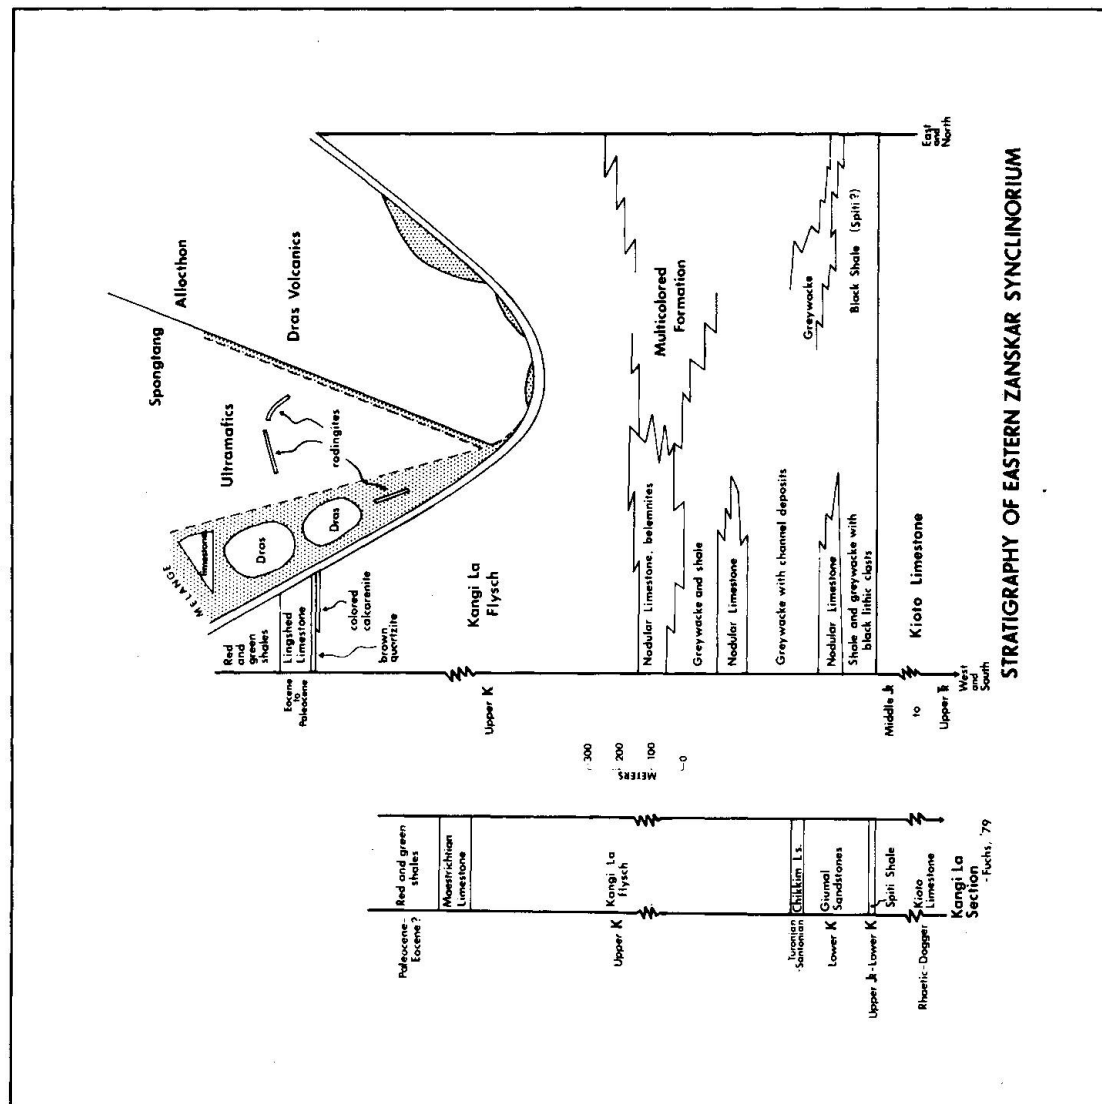 Spongtang
Allocthon
Dras Volcanics
Ultramafics
rodingites
MELANGE
limestone
Dras
Dras
Red
and
green
shales
Lingshed
Limestone
colored
calcarenite
brown
quartzite
Kangi La
Flysch
Multicolored
Formation
Nodular Limestone, belemnites
Greywacke and shale
Nodular Limestone
Greywacke with channel deposits
Nodular Limestone
Shale and greywacke with
black lithic clasts
Greywacke
Black Shale (Spiti?)
Kioto Limestone
East
and
North
West
and
South
Eocene
to
Paleocene
Upper K
Middle Jr
to
Upper TR
STRATIGRAPHY OF EASTERN ZANSKAR SYNCLINORIUM
300
200
100
0
METERS
Red and green
shales
Maestrichtian
Limestone
Kangi La
Flysch
Chikkim Ls.
Giumal
Sandstones
Spiti Shale
Kioto
Limestone
Paleocene-
Eocene?
Upper K
Turonian
-Santonian
Lower K
Upper Jr-Lower K
Rhaetic-Dogger
Kangi La
Section
-Fuchs, '79